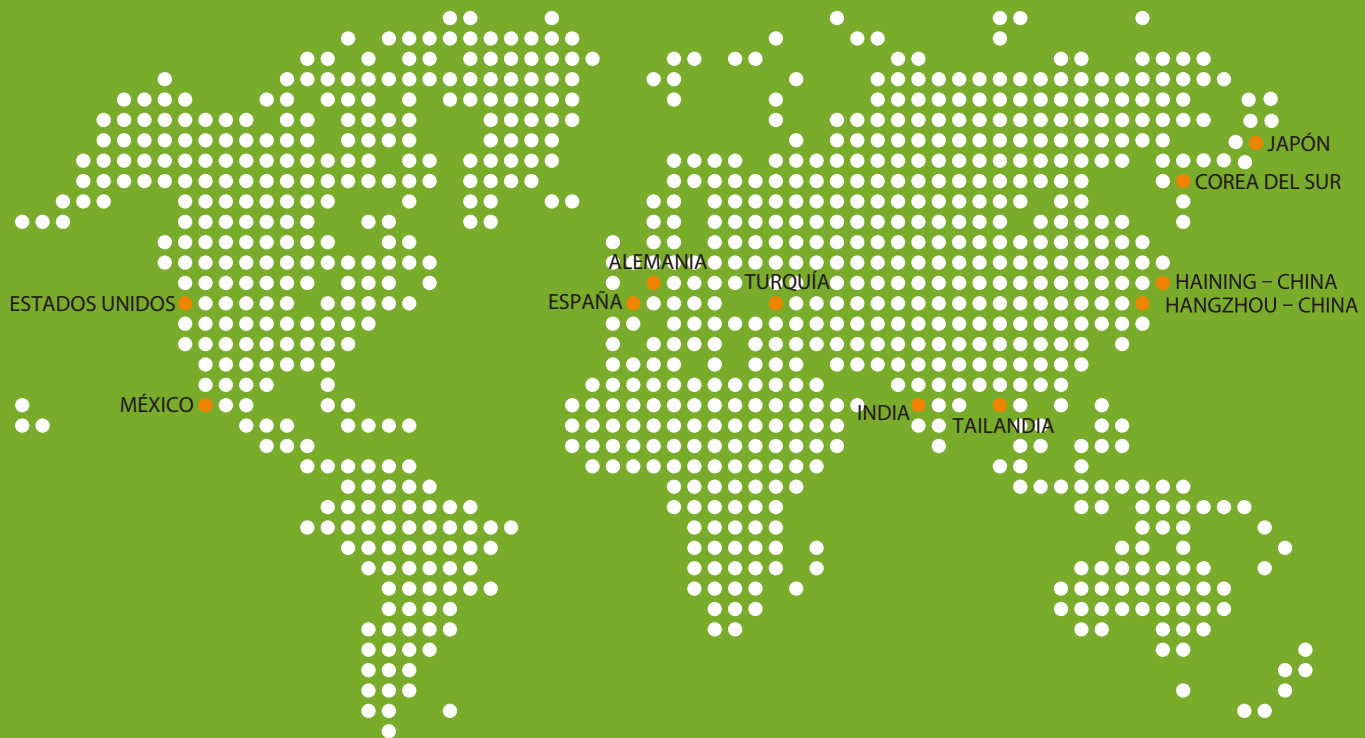 JAPÓN
COREA DEL SUR
ALEMANIA
TURQUÍA
HAINING – CHINA
ESTADOS UNIDOS
ESPAÑA
HANGZHOU – CHINA
MÉXICO
INDIA
TAILANDIA